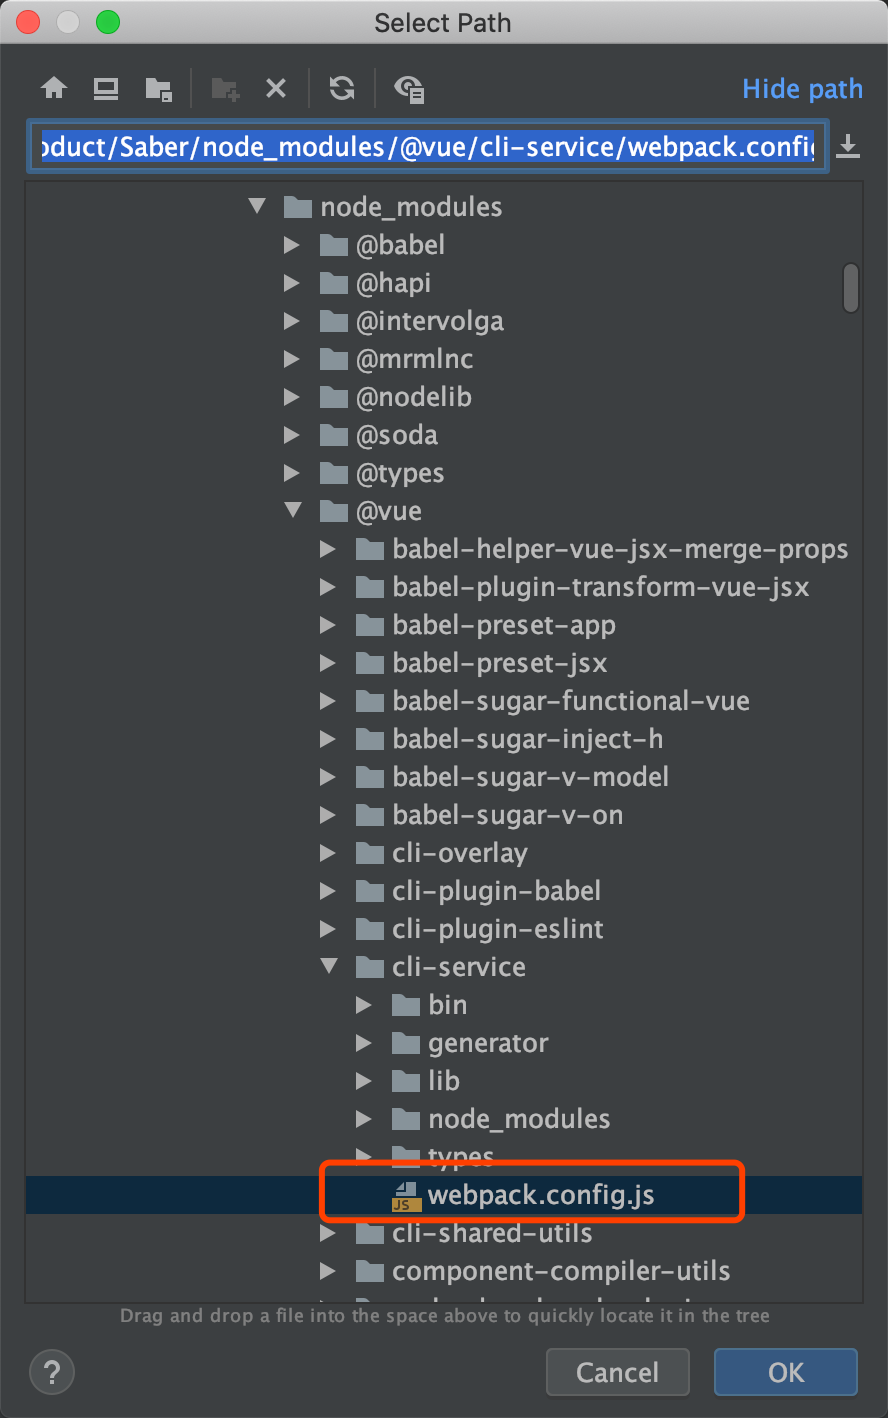 Select Path
Hide path
oduct/Saber/node_modules/@vue/cli-service/webpack.config
node_modules
@babel
@hapi
@intervolga
@mrmlnc
@nodelib
@soda
@types
@vue
babel-helper-vue-jsx-merge-props
babel-plugin-transform-vue-jsx
babel-preset-app
babel-preset-jsx
babel-sugar-functional-vue
babel-sugar-inject-h
babel-sugar-v-model
babel-sugar-v-on
cli-overlay
cli-plugin-babel
cli-plugin-eslint
cli-service
bin
generator
lib
node_modules
types
JS webpack.config.js
cli-shared-utils
component-compiler-utils
Drag and drop a file into the space above to quickly locate it in the tree
? Cancel OK